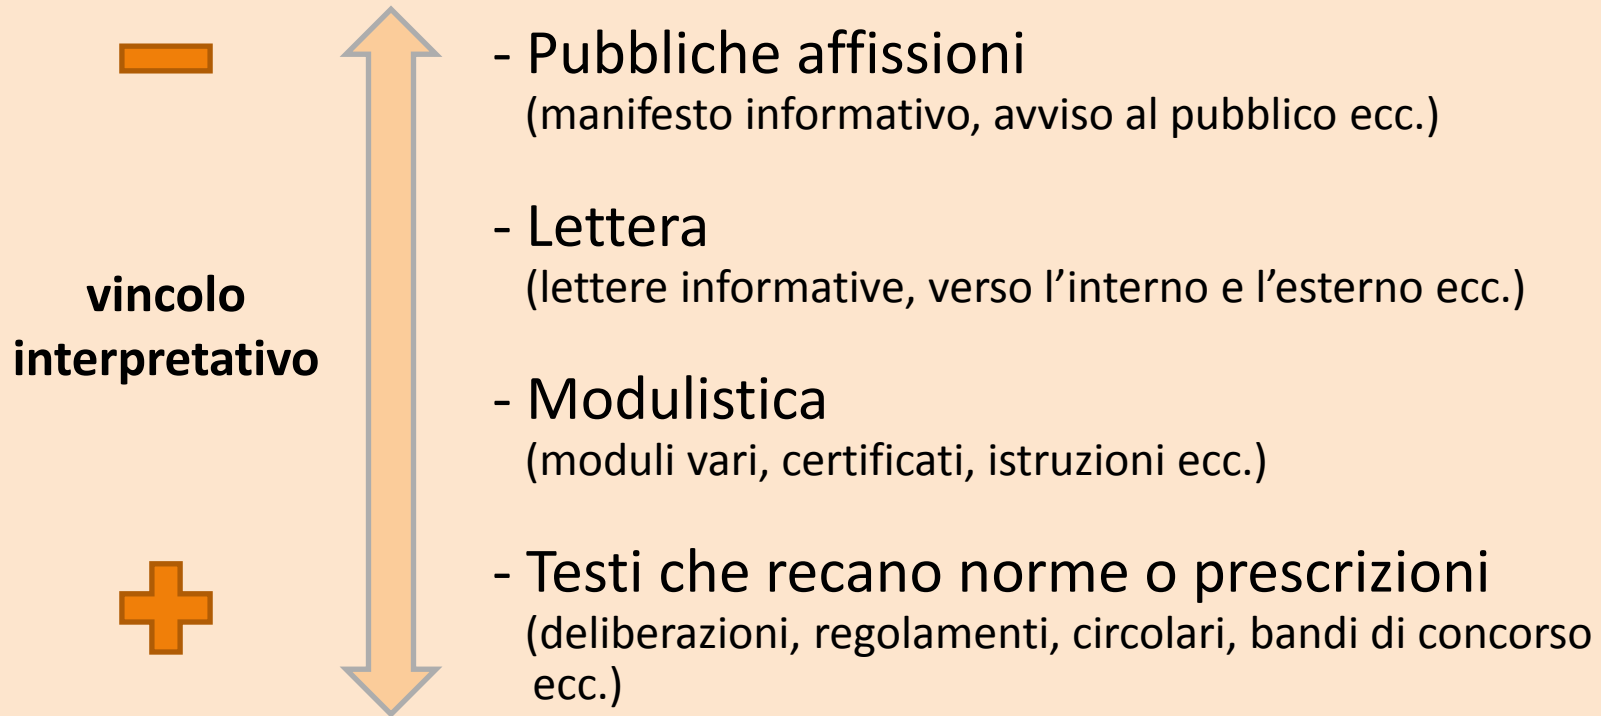 - Pubbliche affissioni
(manifesto informativo, avviso al pubblico ecc.)
- Lettera
(lettere informative, verso l’interno e l’esterno ecc.)
vincolo
interpretativo
- Modulistica
(moduli vari, certificati, istruzioni ecc.)
- Testi che recano norme o prescrizioni
(deliberazioni, regolamenti, circolari, bandi di concorso
ecc.)